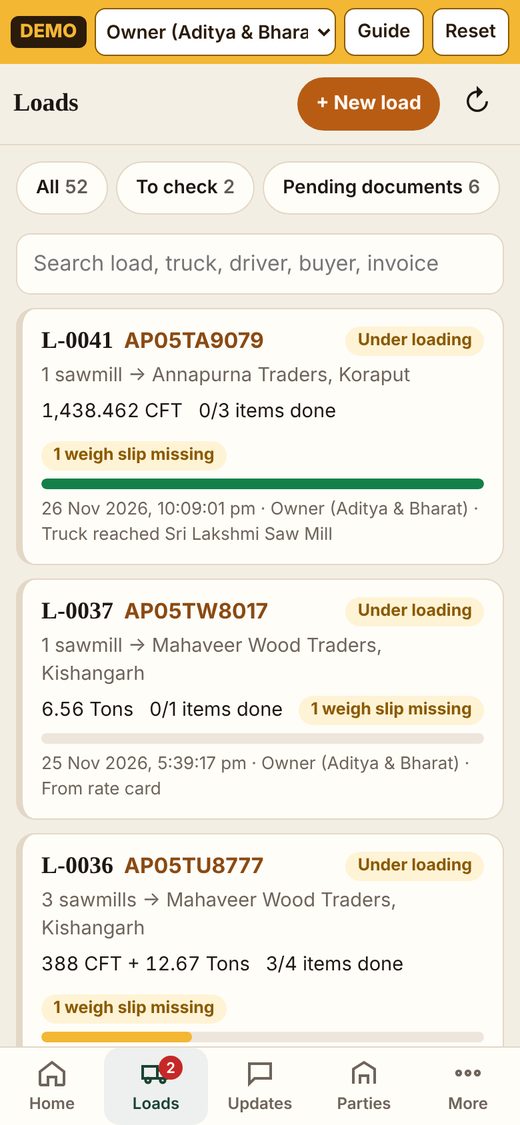 DEMO
Owner (Aditya & Bhara
Guide
Reset
Loads
+ New load
All 52
To check 2
Pending documents 6
Search load, truck, driver, buyer, invoice
L-0041 AP05TA9079
Under loading
1 sawmill → Annapurna Traders, Koraput
1,438.462 CFT 0/3 items done
1 weigh slip missing
26 Nov 2026, 10:09:01 pm · Owner (Aditya & Bharat) ·
Truck reached Sri Lakshmi Saw Mill
L-0037 AP05TW8017
Under loading
1 sawmill → Mahaveer Wood Traders,
Kishangarh
6.56 Tons 0/1 items done 1 weigh slip missing
25 Nov 2026, 5:39:17 pm · Owner (Aditya & Bharat) ·
From rate card
L-0036 AP05TU8777
Under loading
3 sawmills → Mahaveer Wood Traders,
Kishangarh
388 CFT + 12.67 Tons 3/4 items done
1 weigh slip missing
2
Home
Loads
Updates
Parties
More